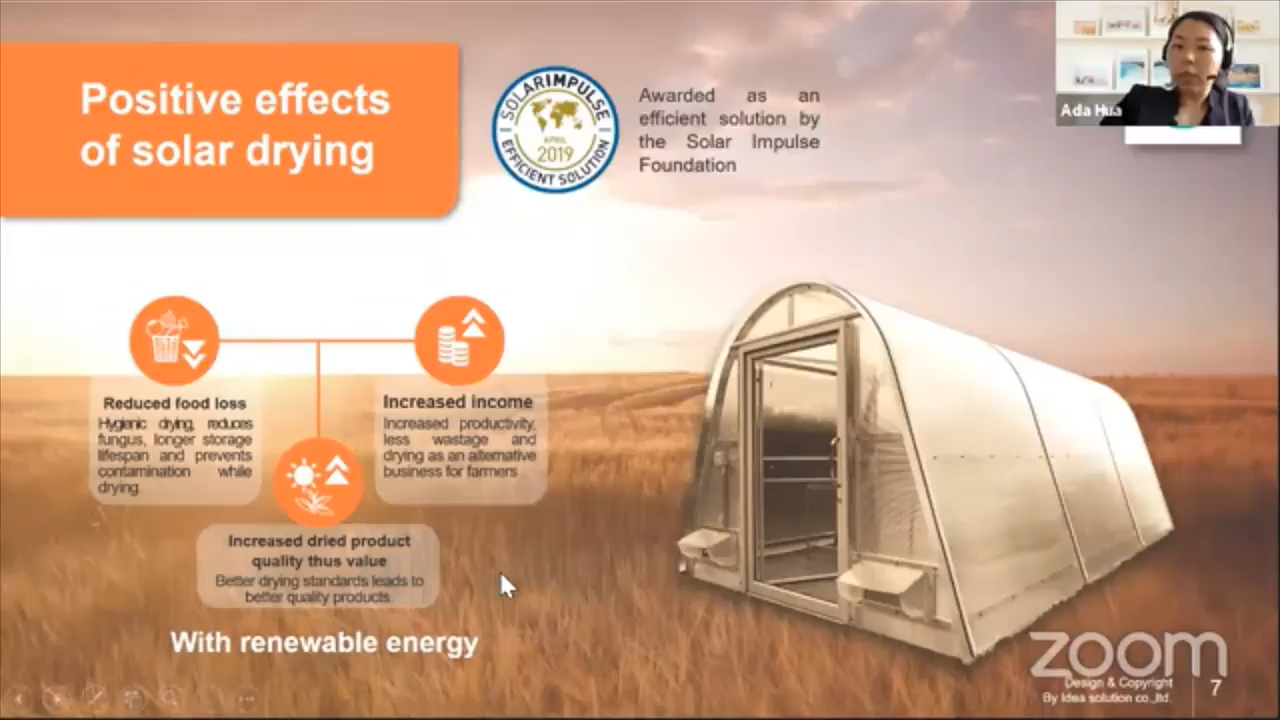 Positive effects
of solar drying
SOLARIMPULSE
APRIL
2019
EFFICIENT SOLUTION
Awarded as an
efficient solution by
the Solar Impulse
Foundation
Ada Hua
Reduced food loss
Hygienic drying, reduces
fungus, longer storage
lifespan and prevents
contamination while
drying.
Increased income
Increased productivity,
less wastage and
drying as an alternative
business for farmers
Increased dried product
quality thus value
Better drying standards leads to
better quality products.
With renewable energy
zoom
Design & Copyright
By Idea solution co.,ltd.
7